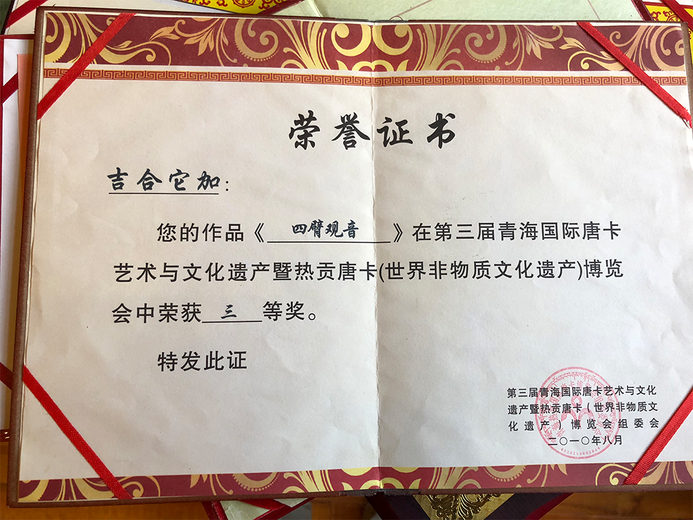 荣誉证书
吉合它加：
您的作品《四臂观音》在第三届青海国际唐卡
艺术与文化遗产暨热贡唐卡(世界非物质文化遗产)博览
会中荣获三等奖。
特发此证
第三届青海国际唐卡艺术与文化
遗产暨热贡唐卡（世界非物质文
化遗产）博览会组委会
二〇一〇年八月